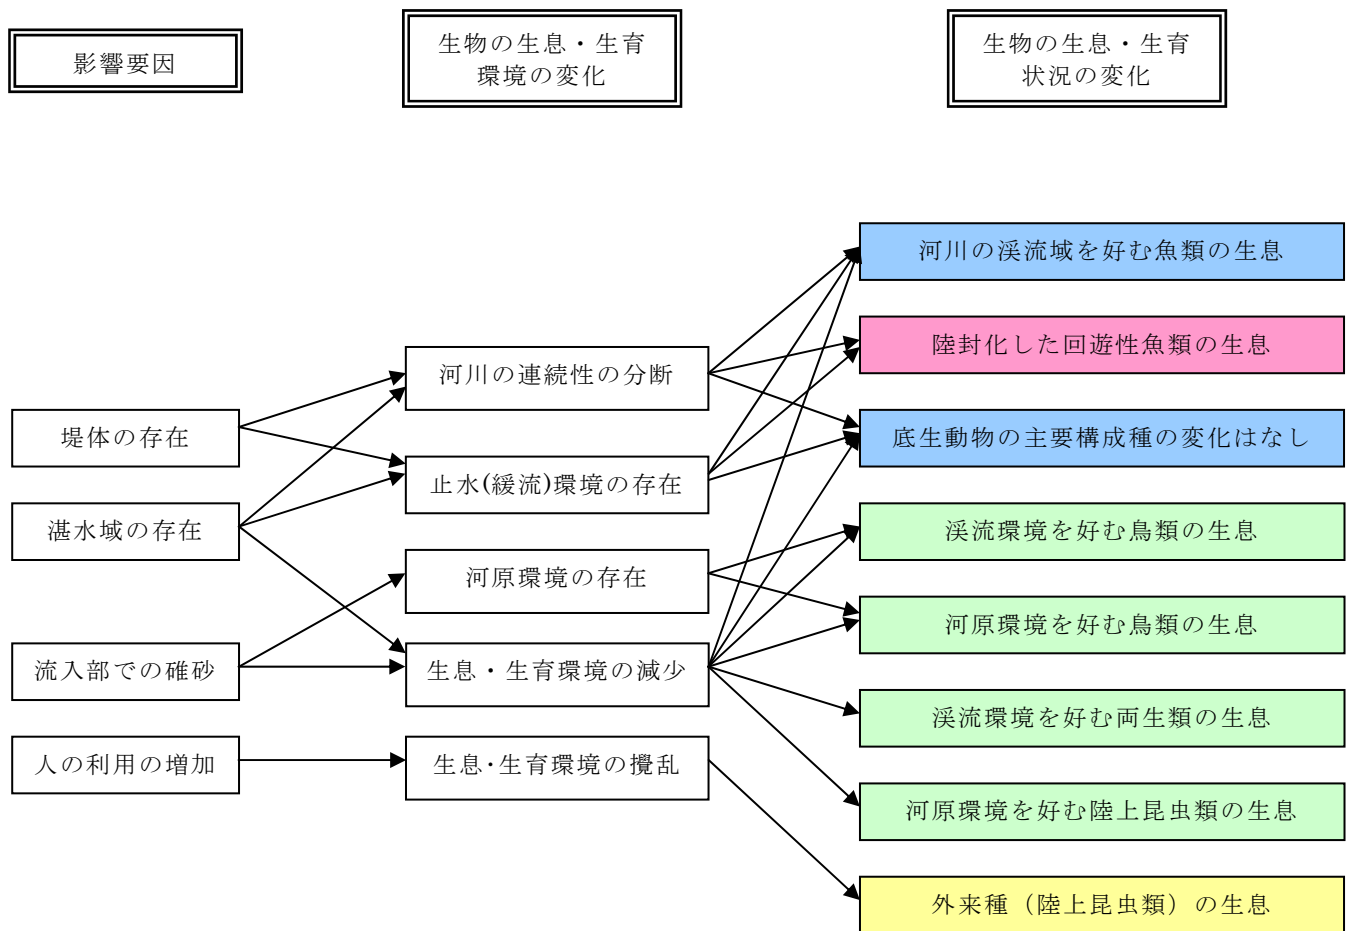 影響要因
生物の生息・生育
環境の変化
生物の生息・生育
状況の変化
堤体の存在
湛水域の存在
流入部での碓砂
人の利用の増加
河川の連続性の分断
止水(緩流)環境の存在
河原環境の存在
生息・生育環境の減少
生息・生育環境の攪乱
河川の渓流域を好む魚類の生息
陸封化した回遊性魚類の生息
底生動物の主要構成種の変化はなし
渓流環境を好む鳥類の生息
河原環境を好む鳥類の生息
渓流環境を好む両生類の生息
河原環境を好む陸上昆虫類の生息
外来種（陸上昆虫類）の生息